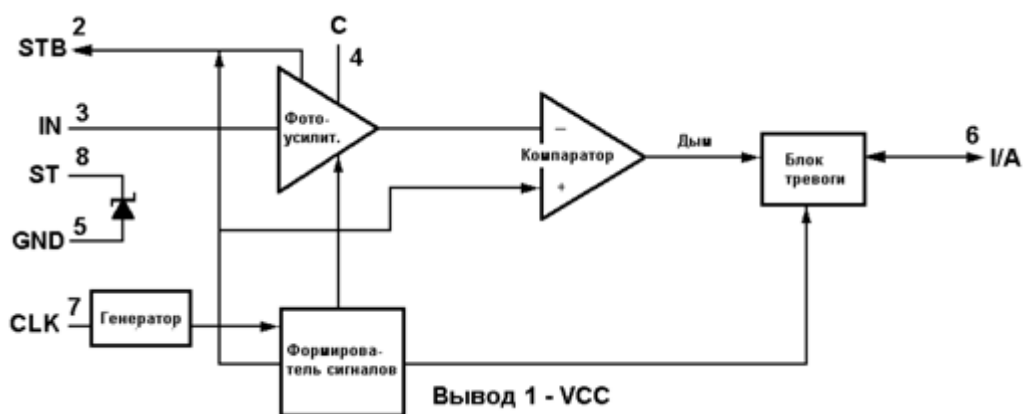 C
2
STB
4
3
IN
Фото-
усилит.
–
Компаратор
+
Дым
Блок
тревоги
6
I/A
8
ST
5
GND
7
CLK
Генератор
Формирова-
тель сигналов
Вывод 1 - VCC